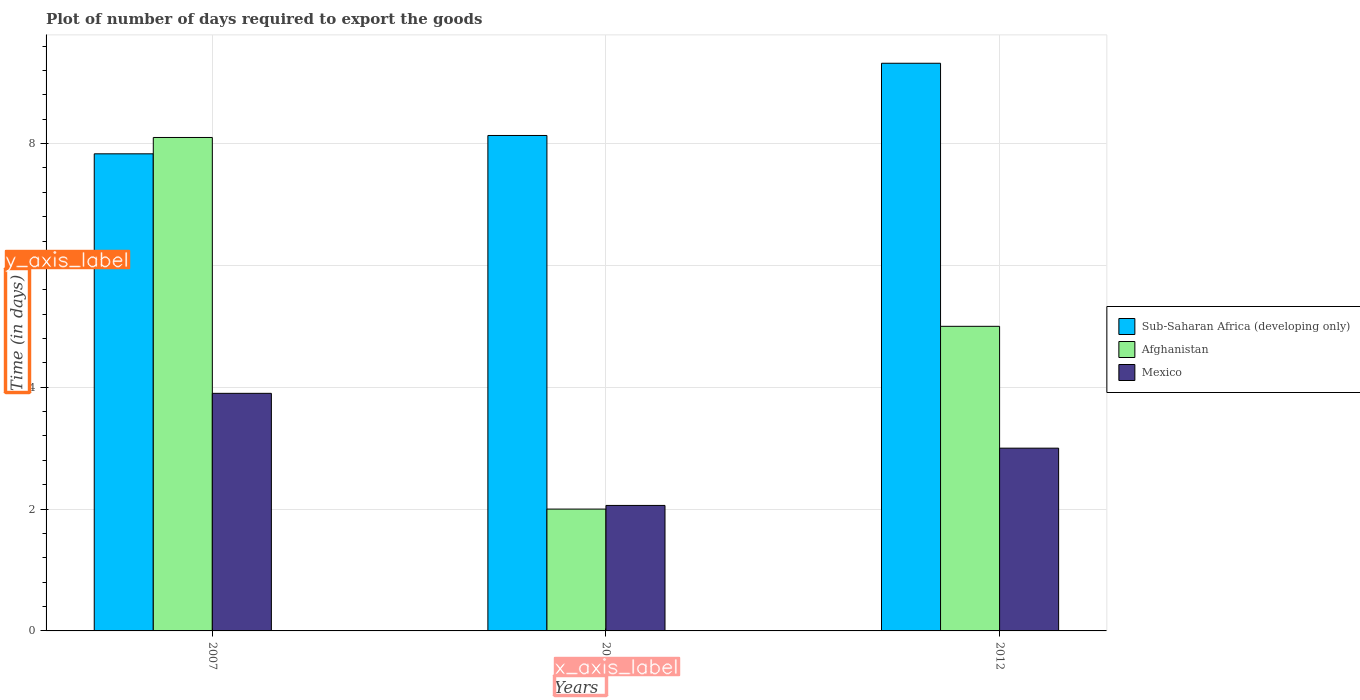 Plot of number of days required to export the goods
8
y_axis_label
Time (in days)
4
2
0
2007
20
2012
x_axis_label
Years
Sub-Saharan Africa (developing only)
Afghanistan
Mexico